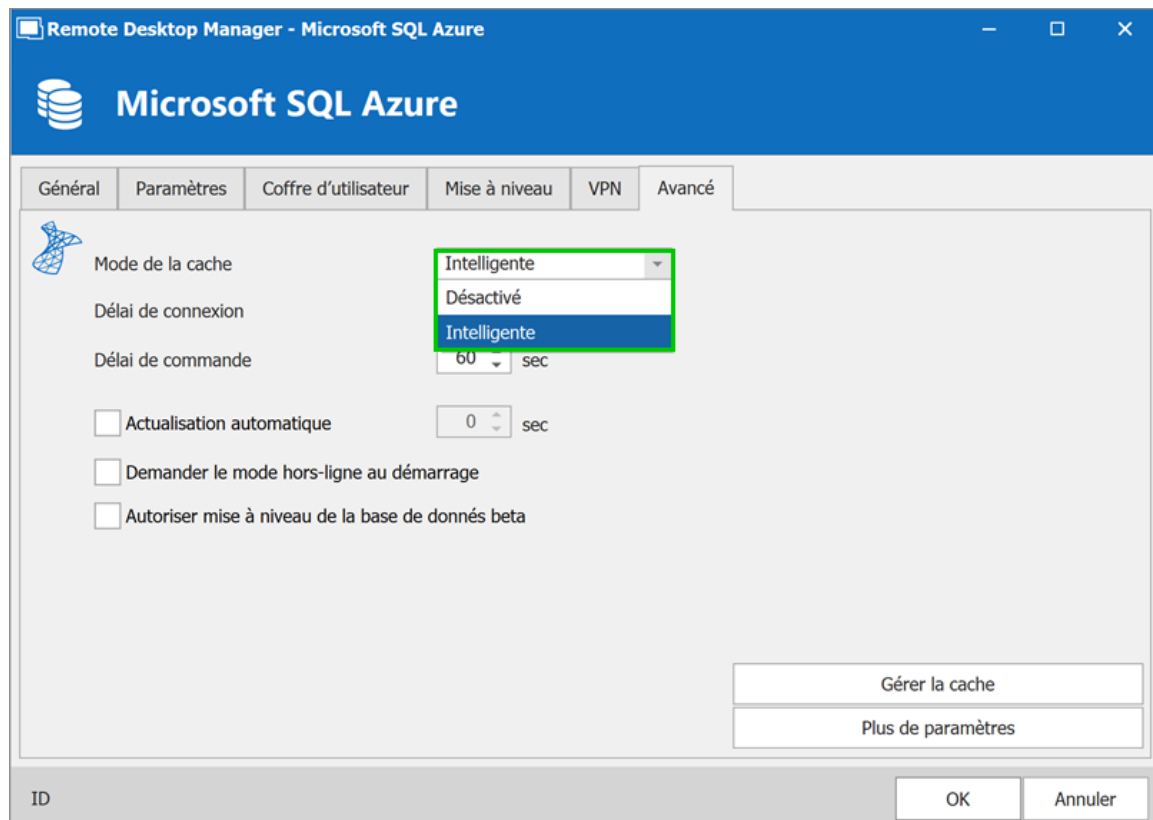 Remote Desktop Manager - Microsoft SQL Azure
Microsoft SQL Azure
Général Paramètres Coffre d'utilisateur Mise à niveau VPN Avancé
Mode de la cache Intelligente
Désactivé
Délai de connexion
Intelligente
Délai de commande 60 sec
Actualisation automatique 0 sec
Demander le mode hors-ligne au démarrage
Autoriser mise à niveau de la base de donnés beta
Gérer la cache
Plus de paramètres
ID OK Annuler